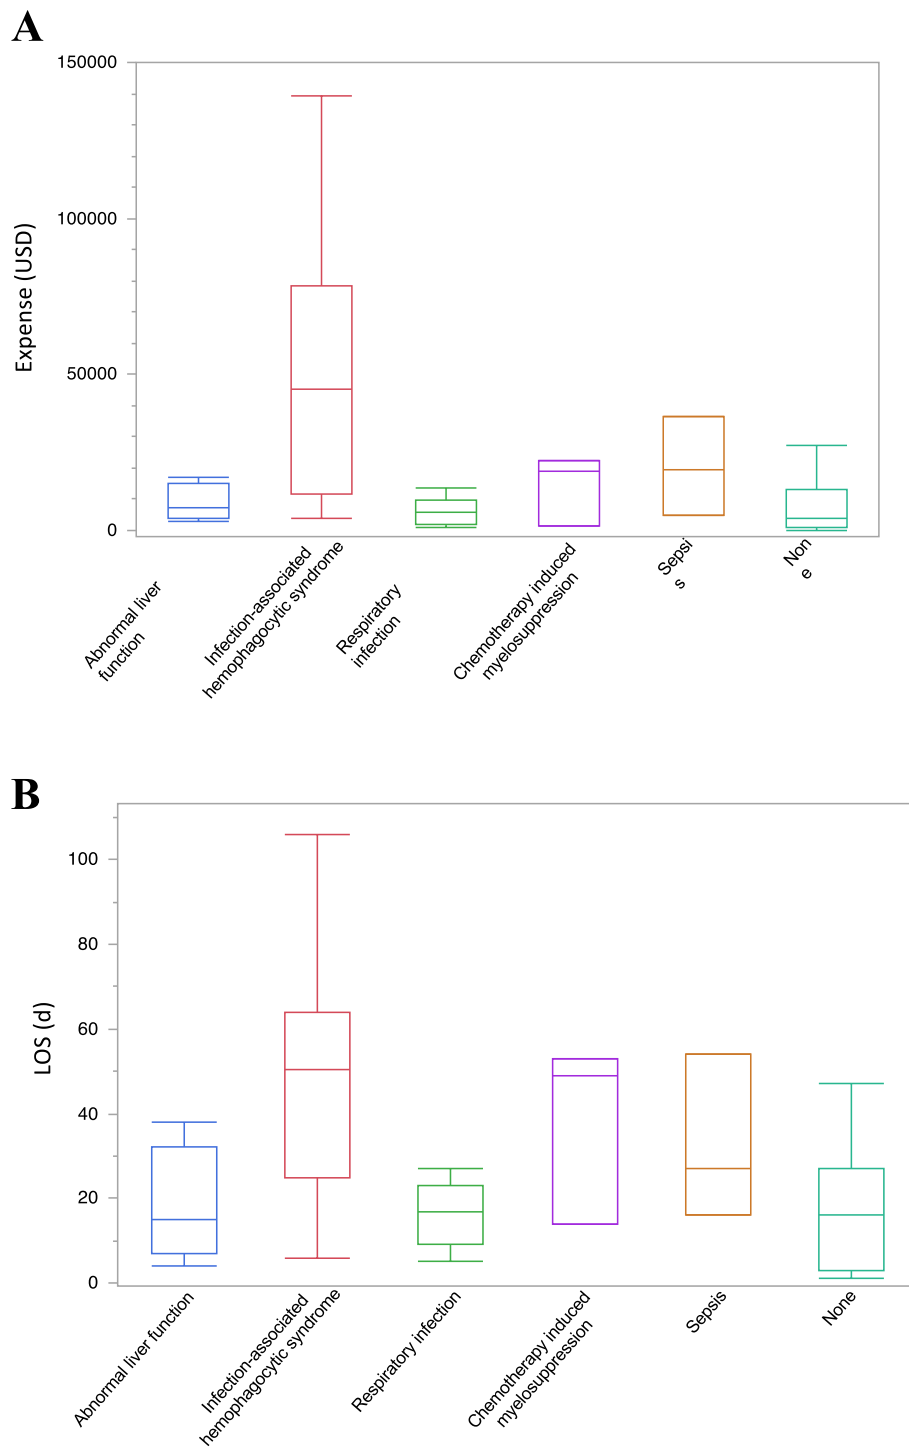 A
150000
100000
50000
0
Expense (USD)
Abnormal liver
function
Infection-associated
hemophagocytic syndrome
Respiratory
infection
Chemotherapy induced
myelosuppression
Sepsi
s
Non
e
B
100
80
60
40
20
0
LOS (d)
Abnormal liver function
Infection-associated
hemophagocytic syndrome
Respiratory infection
Chemotherapy induced
myelosuppression
Sepsis
None